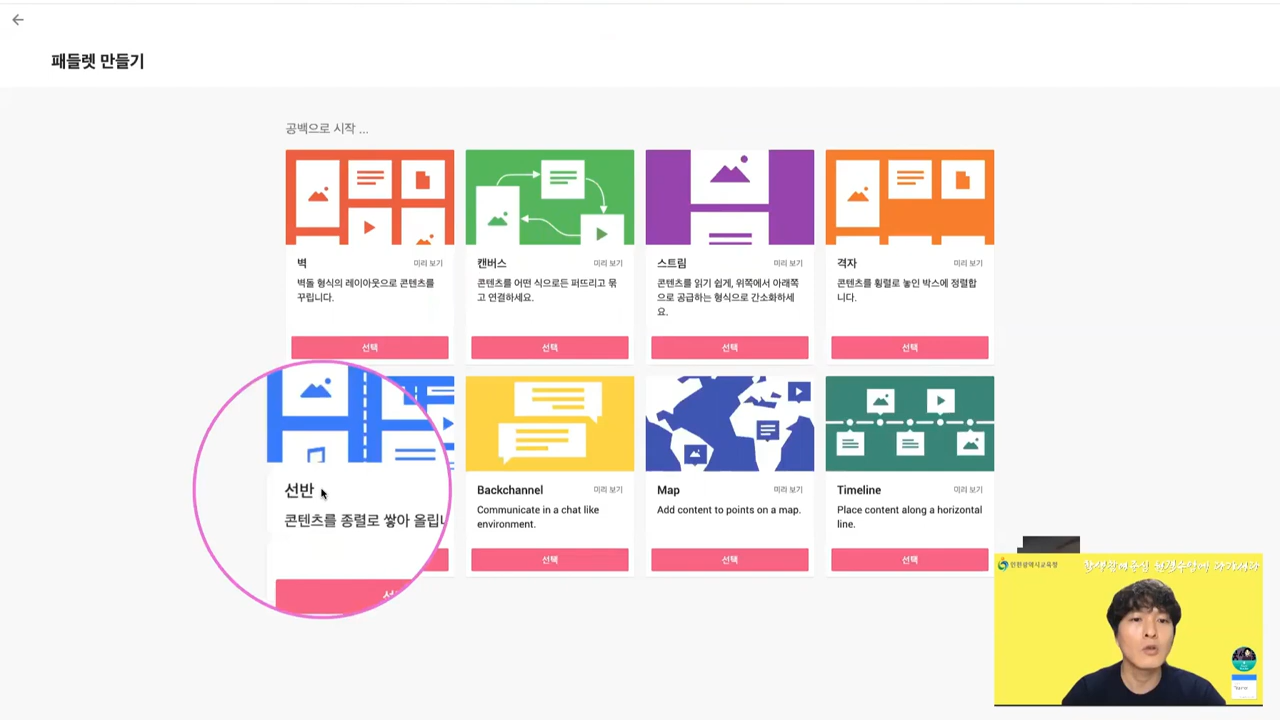 패들렛 만들기
공백으로 시작 ...
벽 미리 보기
벽돌 형식의 레이아웃으로 콘텐츠를
꾸립니다.
선택
캔버스 미리 보기
콘텐츠를 어떤 식으로든 퍼뜨리고 묶
고 연결하세요.
선택
스트림 미리 보기
콘텐츠를 읽기 쉽게, 위쪽에서 아래쪽
으로 공급하는 형식으로 간소화하세
요.
선택
격자 미리 보기
콘텐츠를 횡렬로 놓인 박스에 정렬합
니다.
선택
선반
콘텐츠를 종렬로 쌓아 올립니
Backchannel 미리 보기
Communicate in a chat like
environment.
선택
Map 미리 보기
Add content to points on a map.
선택
Timeline 미리 보기
Place content along a horizontal
line.
선택
인천광역시교육청